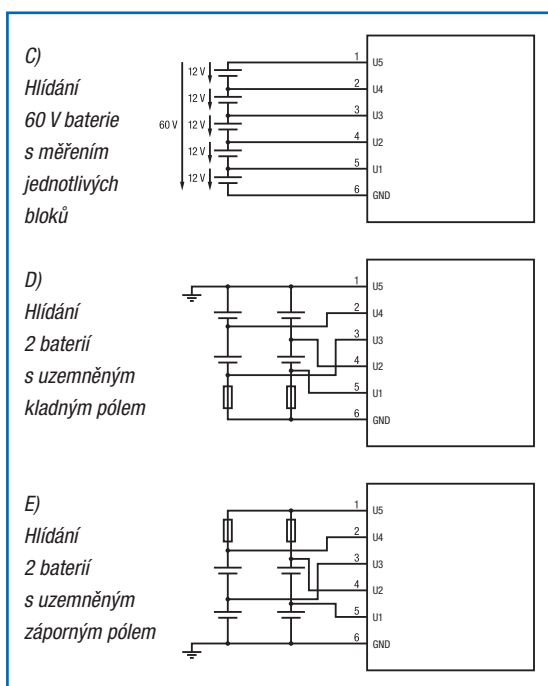 C)
Hlídání
60 V baterie
s měřením
jednotlivých
bloků
60 V
12 V
12 V
12 V
12 V
12 V
1 U5
2 U4
3 U3
4 U2
5 U1
6 GND
D)
Hlídání
2 baterií
s uzemněným
kladným pólem
1 U5
2 U4
3 U3
4 U2
5 U1
6 GND
E)
Hlídání
2 baterií
s uzemněným
záporným pólem
1 U5
2 U4
3 U3
4 U2
5 U1
6 GND